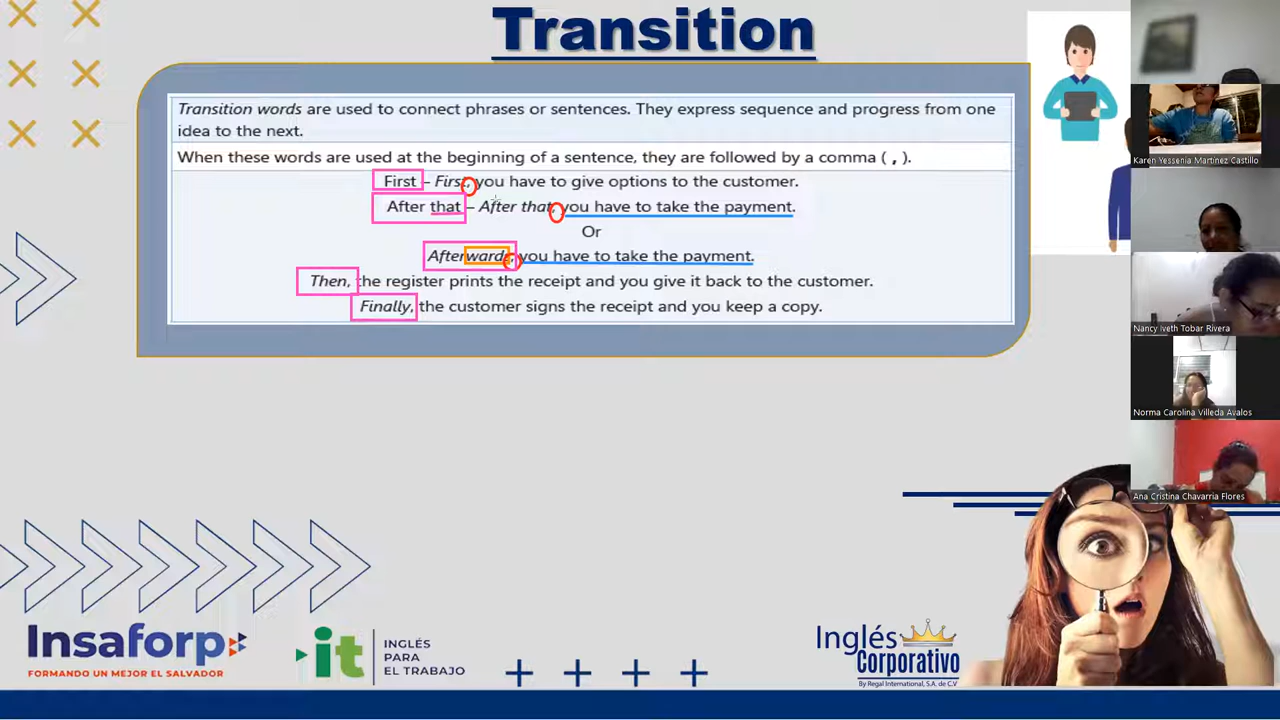 Transition
Transition words are used to connect phrases or sentences. They express sequence and progress from one
idea to the next.
When these words are used at the beginning of a sentence, they are followed by a comma ( , ).
First – First, you have to give options to the customer.
After that – After that, you have to take the payment.
Or
Afterwards, you have to take the payment.
Then, the register prints the receipt and you give it back to the customer.
Finally, the customer signs the receipt and you keep a copy.
Karen Yessenia Martinez Castillo
Nancy Iveth Tobar Rivera
Norma Carolina Villeda Avalos
Ana Cristina Chavarria Flores
Insaforp
FORMANDO UN MEJOR EL SALVADOR
it
INGLÉS
PARA
EL TRABAJO
Inglés
Corporativo
By Regal International, S.A. de C.V